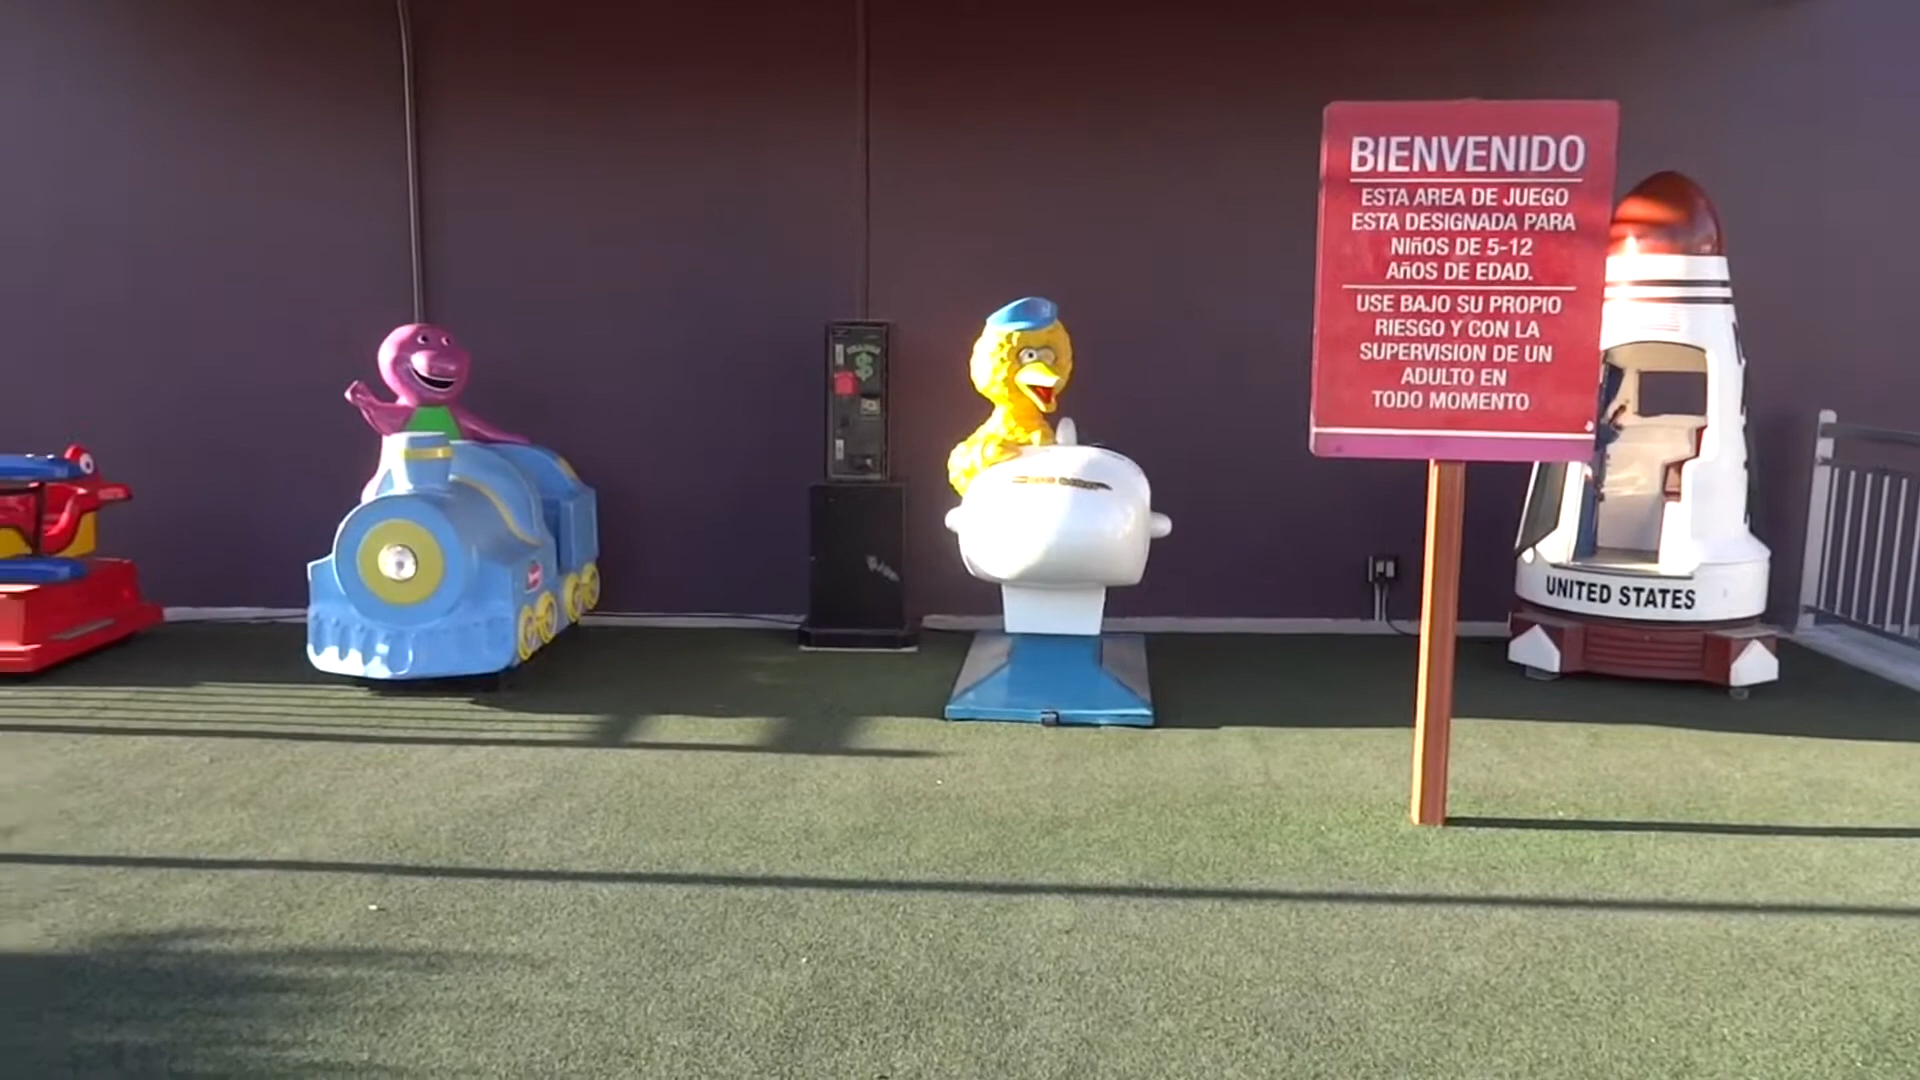 BIENVENIDO
ESTA AREA DE JUEGO
ESTA DESIGNADA PARA
NIñOS DE 5-12
AñOS DE EDAD.
USE BAJO SU PROPIO
RIESGO Y CON LA
SUPERVISION DE UN
ADULTO EN
TODO MOMENTO
$
UNITED STATES